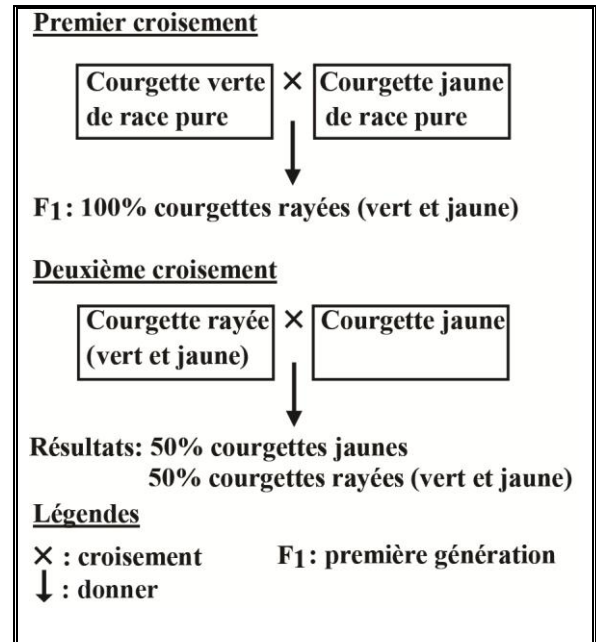 Premier croisement
Courgette verte × Courgette jaune
de race pure de race pure
F1: 100% courgettes rayées (vert et jaune)
Deuxième croisement
Courgette rayée × Courgette jaune
(vert et jaune)
Résultats: 50% courgettes jaunes
50% courgettes rayées (vert et jaune)
Légendes
× : croisement F1: première génération
↓ : donner